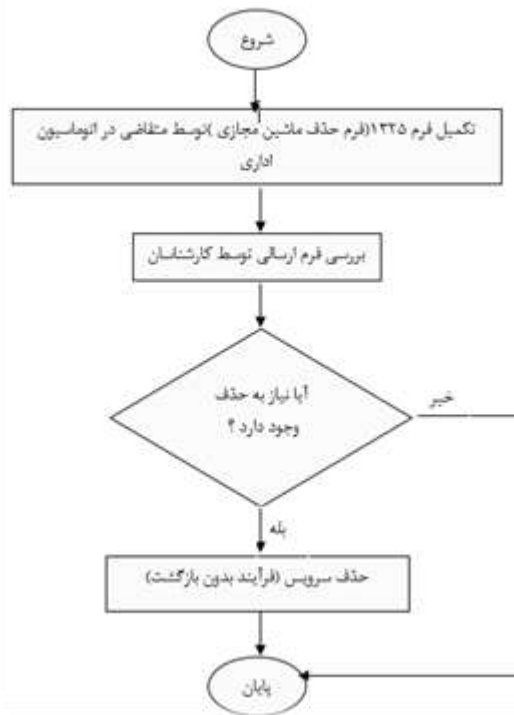 شروع
تکمیل فرم ۱۳۳۵(فرم حذف ماشین مجازی )توسط متقاضی در اتوماسیون
اداری
بررسی فرم ارسالی توسط کارشناسان
آیا نیاز به حذف
وجود دارد ؟
خیر
بله
حذف سرویس (فرآیند بدون بازگشت)
پایان